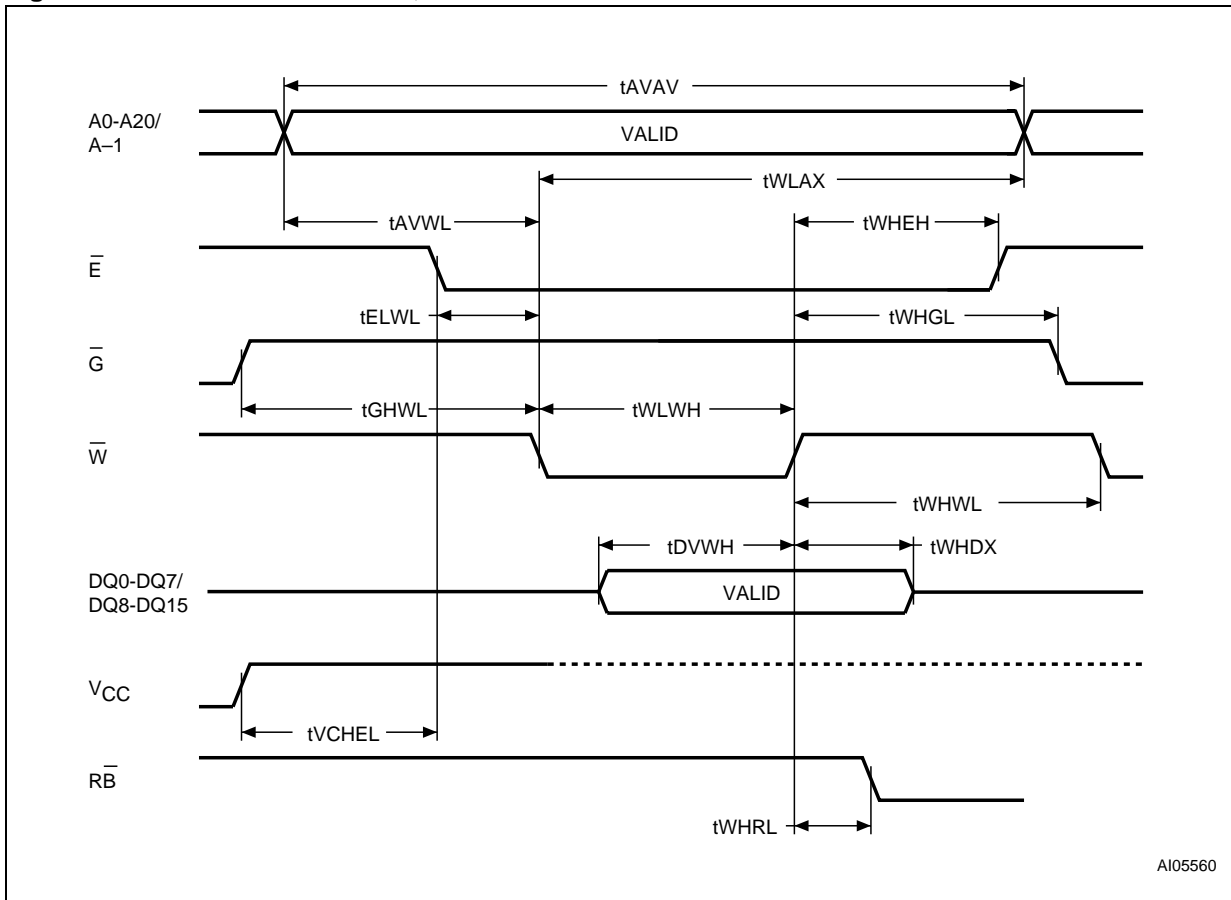 tAVAV
A0-A20/
A–1
VALID
tWLAX
tAVWL
tWHEH
E̅
tELWL
tWHGL
G̅
tGHWL
tWLWH
W̅
tWHWL
tDVWH
tWHDX
DQ0-DQ7/
DQ8-DQ15
VALID
VCC
tVCHEL
RB̅
tWHRL
AI05560